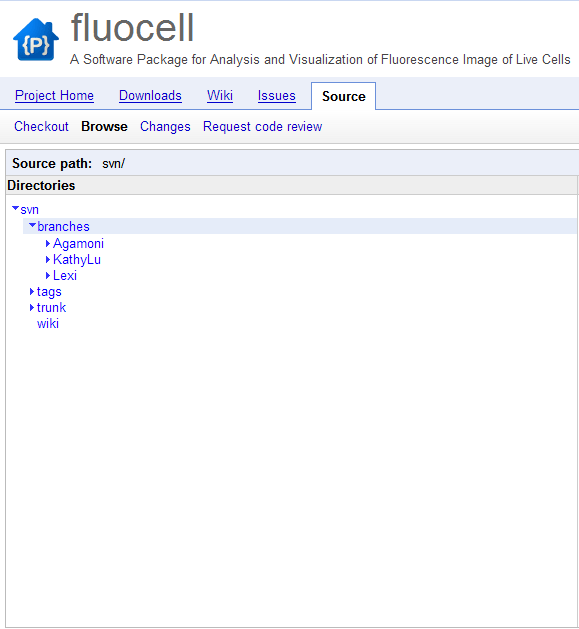 {P}
fluocell
A Software Package for Analysis and Visualization of Fluorescence Image of Live Cells
Project Home Downloads Wiki Issues Source
Checkout Browse Changes Request code review
Source path: svn/
Directories
svn
branches
Agamoni
KathyLu
Lexi
tags
trunk
wiki